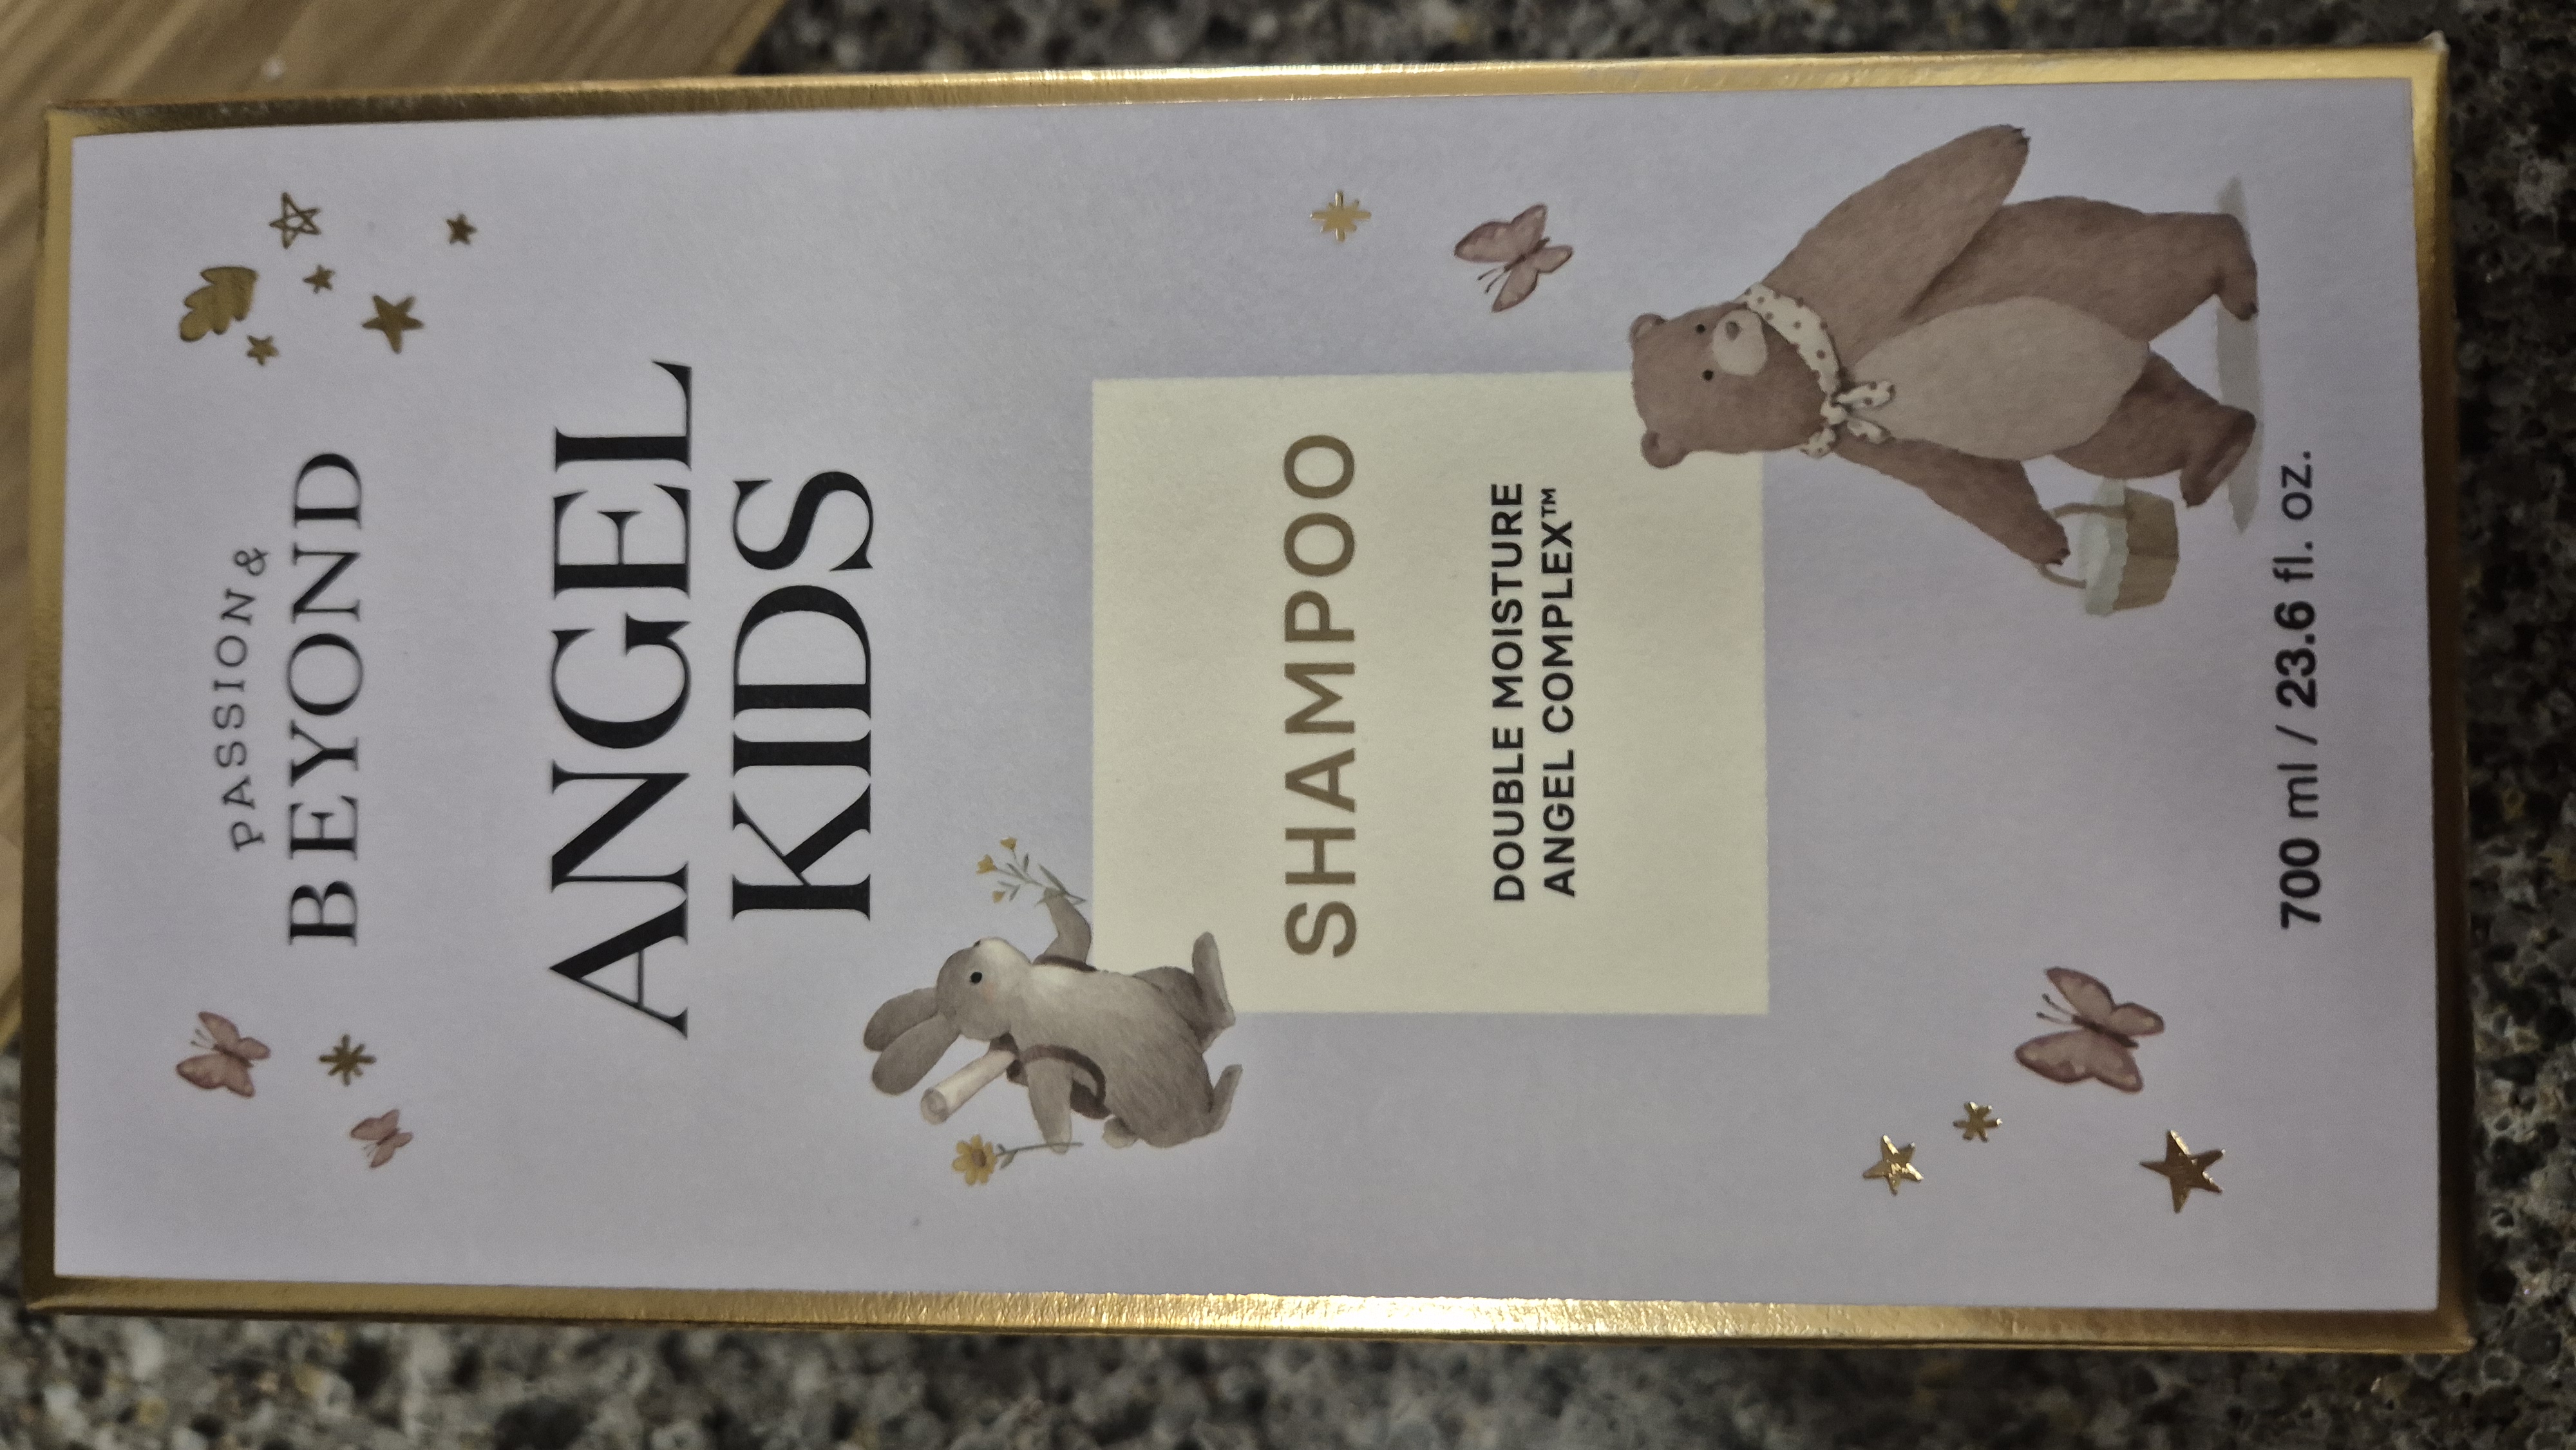 PASSION &
BEYOND
ANGEL
KIDS
SHAMPOO
DOUBLE MOISTURE
ANGEL COMPLEX™
700 ml / 23.6 fl. oz.